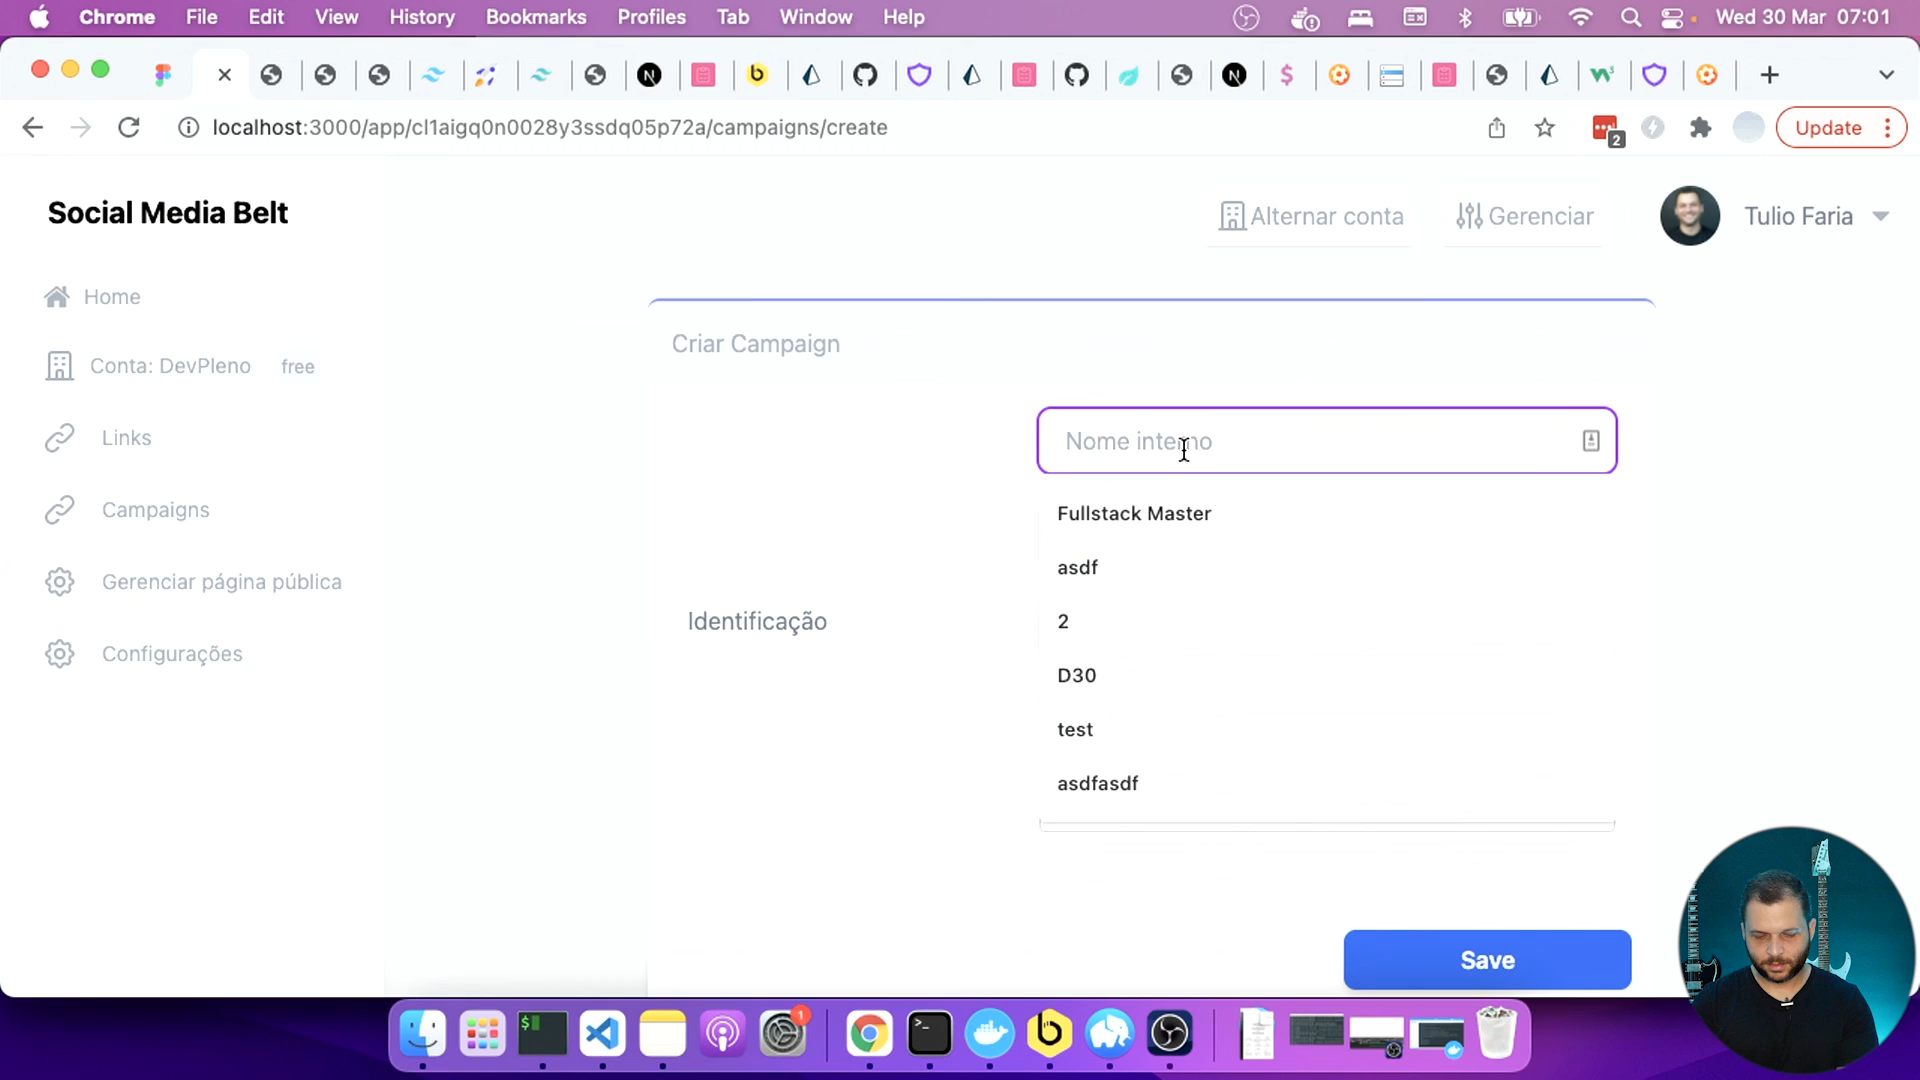 Chrome File Edit View History Bookmarks Profiles Tab Window Help Wed 30 Mar 07:01
localhost:3000/app/cl1aigq0n0028y3ssdq05p72a/campaigns/create
2
Update
Social Media Belt
Alternar conta
Gerenciar
Tulio Faria
Home
Conta: DevPleno free
Links
Campaigns
Gerenciar página pública
Configurações
Criar Campaign
Nome interno
Fullstack Master
asdf
2
D30
test
asdfasdf
Identificação
Save
1